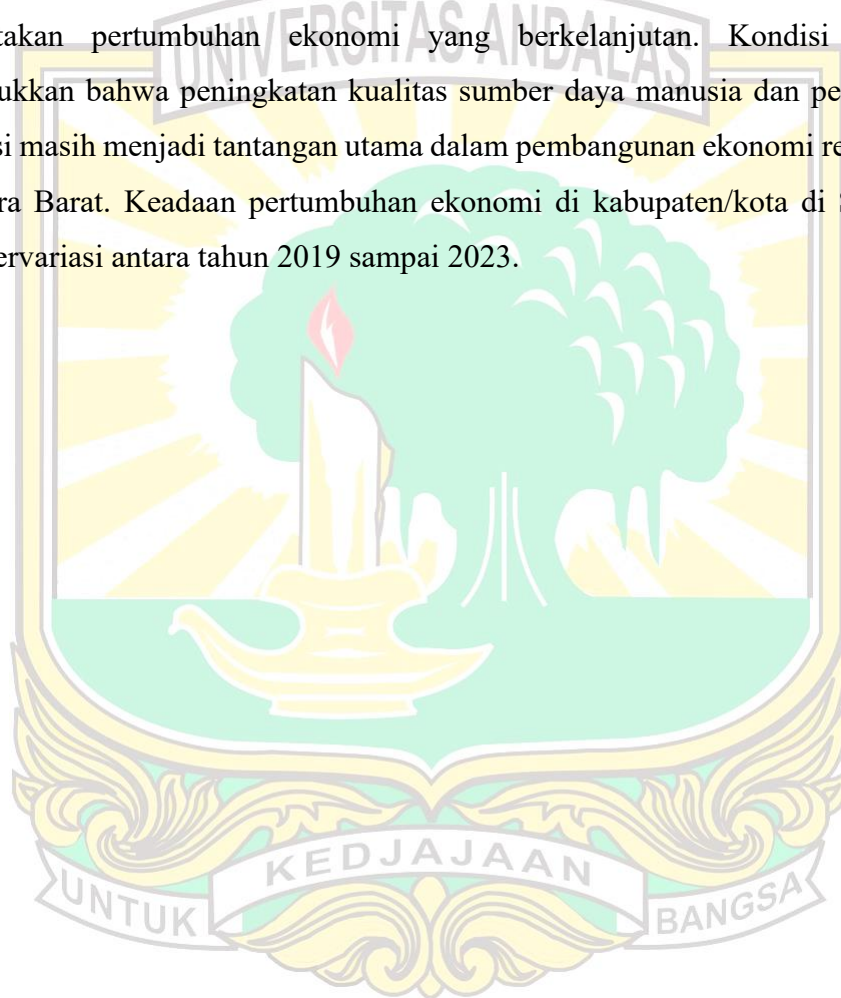 takan pertumbuhan ekonomi yang berkelanjutan. Kondisi
ukkan bahwa peningkatan kualitas sumber daya manusia dan pe
si masih menjadi tantangan utama dalam pembangunan ekonomi re
ra Barat. Keadaan pertumbuhan ekonomi di kabupaten/kota di S
ervariasi antara tahun 2019 sampai 2023.
UNIVERSITAS ANDALAS
KEDJAJAAN
UNTUK BANGSA